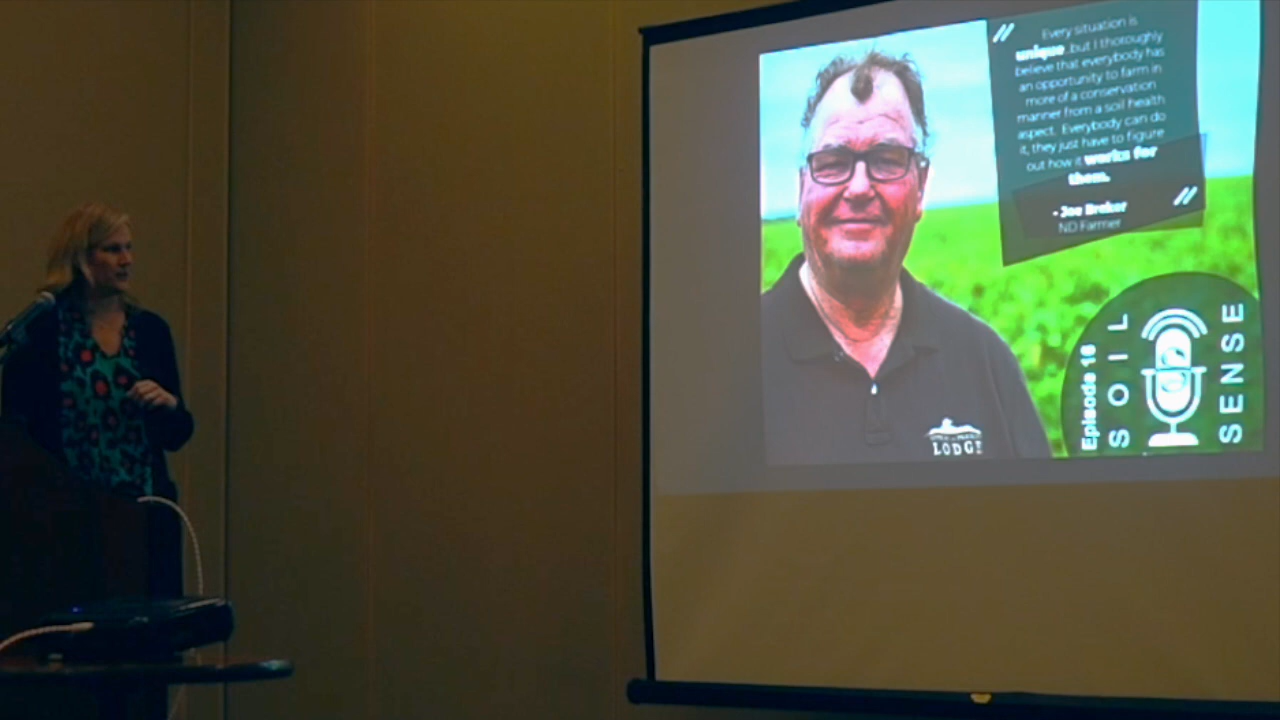 Every situation is
unique, but I thoroughly
believe that everybody has
an opportunity to farm in
more of a conservation
manner from a soil health
aspect. Everybody can do
it, they just have to figure
out how it works for
them.
- Joe Breker
ND Farmer
LODGE
Episode 16
SOIL
SENSE